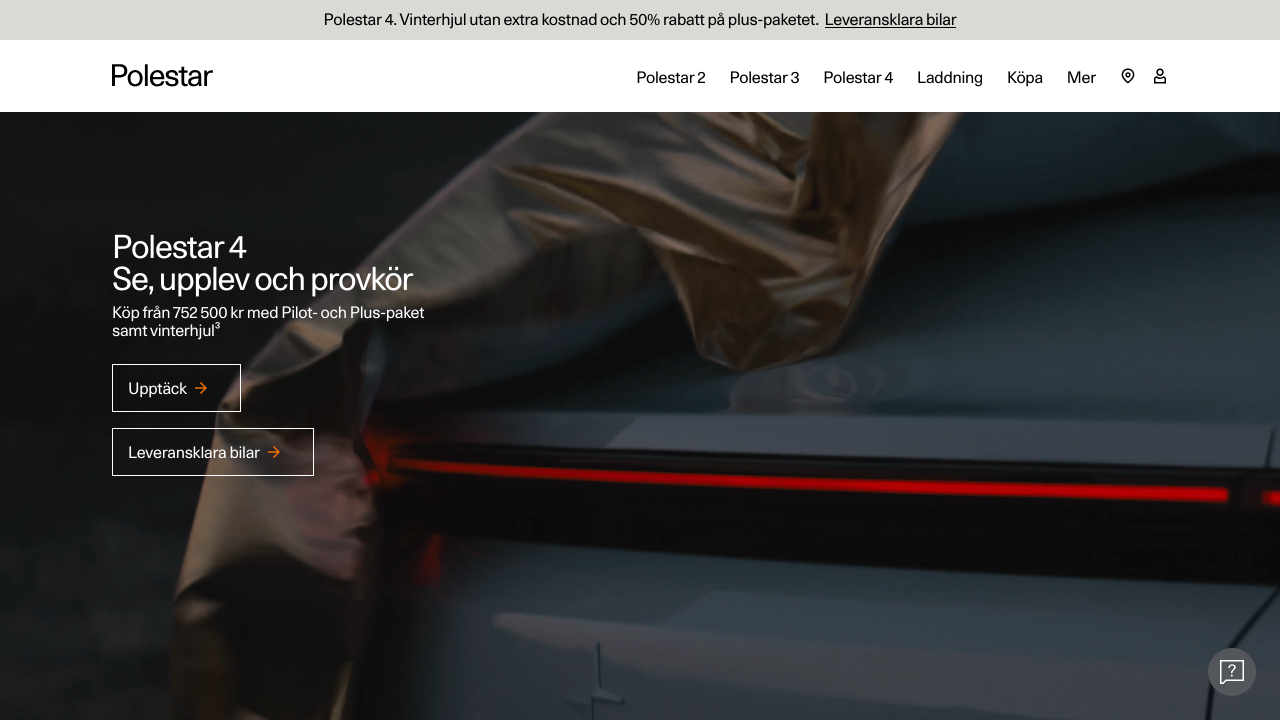 Polestar 4. Vinterhjul utan extra kostnad och 50% rabatt på plus-paketet. Leveransklara bilar
Polestar
Polestar 2 Polestar 3 Polestar 4 Laddning Köpa Mer
Polestar 4
Se, upplev och provkör
Köp från 752 500 kr med Pilot- och Plus-paket
samt vinterhjul³
Upptäck →
Leveransklara bilar →
?